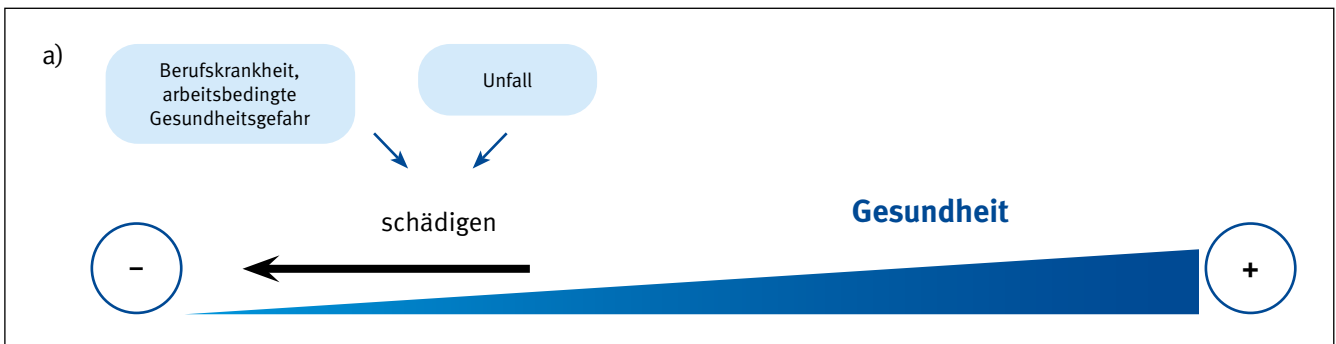 a)
Berufskrankheit,
arbeitsbedingte
Gesundheitsgefahr
Unfall
schädigen
Gesundheit
–
+